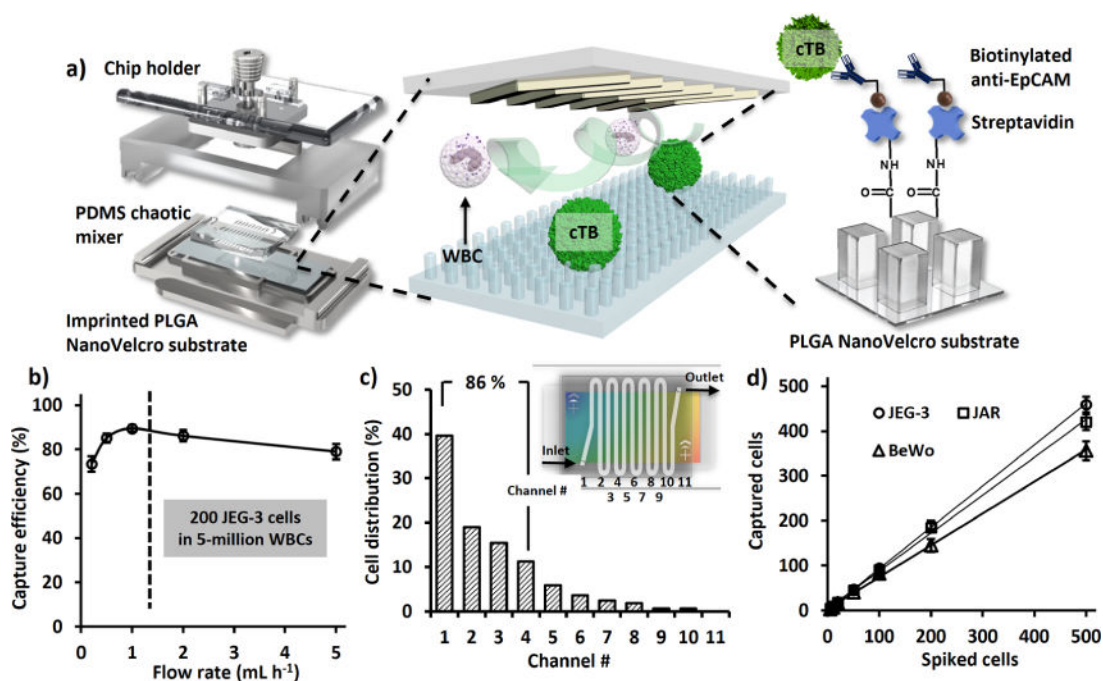 a)
Chip holder
PDMS chaotic
mixer
Imprinted PLGA
NanoVelcro substrate
WBC
cTB
cTB
Biotinylated
anti-EpCAM
Streptavidin
NH
NH
O
C
O
C
PLGA NanoVelcro substrate
b)
Capture efficiency (%)
100
80
60
40
20
0
200 JEG-3 cells
in 5-million WBCs
0 1 2 3 4 5
Flow rate (mL h⁻¹)
c)
Cell distribution (%)
50
40
30
20
10
0
86 %
Outlet
Inlet
Channel #
1 2 4 6 8 10 11
3 5 7 9
1 2 3 4 5 6 7 8 9 10 11
Channel #
d)
Captured cells
500
400
300
200
100
0
JEG-3 JAR
BeWo
0 100 200 300 400 500
Spiked cells